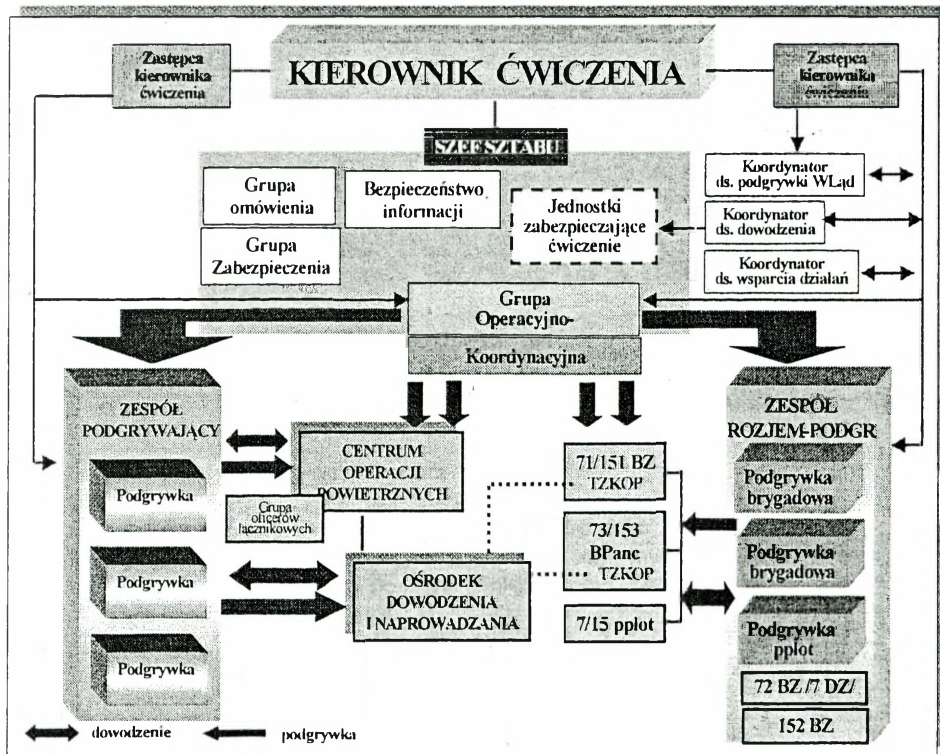 Zastępca
kierownika
ćwiczenia
KIEROWNIK ĆWICZENIA
Zastępca
kierownika
ćwiczenia
SZEF SZTABU
Grupa
omówienia
Bezpieczeństwo
informacji
Grupa
Zabezpieczenia
Jednostki
zabezpieczające
ćwiczenie
Koordynator
ds. podgrywki WLąd
Koordynator
ds. dowodzenia
Koordynator
ds. wsparcia działań
Grupa
Operacyjno-
Koordynacyjna
ZESPÓŁ
PODGRYWAJĄCY
Podgrywka
Podgrywka
Podgrywka
CENTRUM
OPERACJI
POWIETRZNYCH
Grupa
oficerów
łącznikowych
OŚRODEK
DOWODZENIA
I NAPROWADZANIA
71/151 BZ
TZKOP
73/153
BPanc
TZKOP
7/15 pplot
ZESPÓŁ
ROZJEM-PODGR
Podgrywka
brygadowa
Podgrywka
brygadowa
Podgrywka
pplot
72 BZ /7 DZ/
152 BZ
dowodzenie
podgrywka